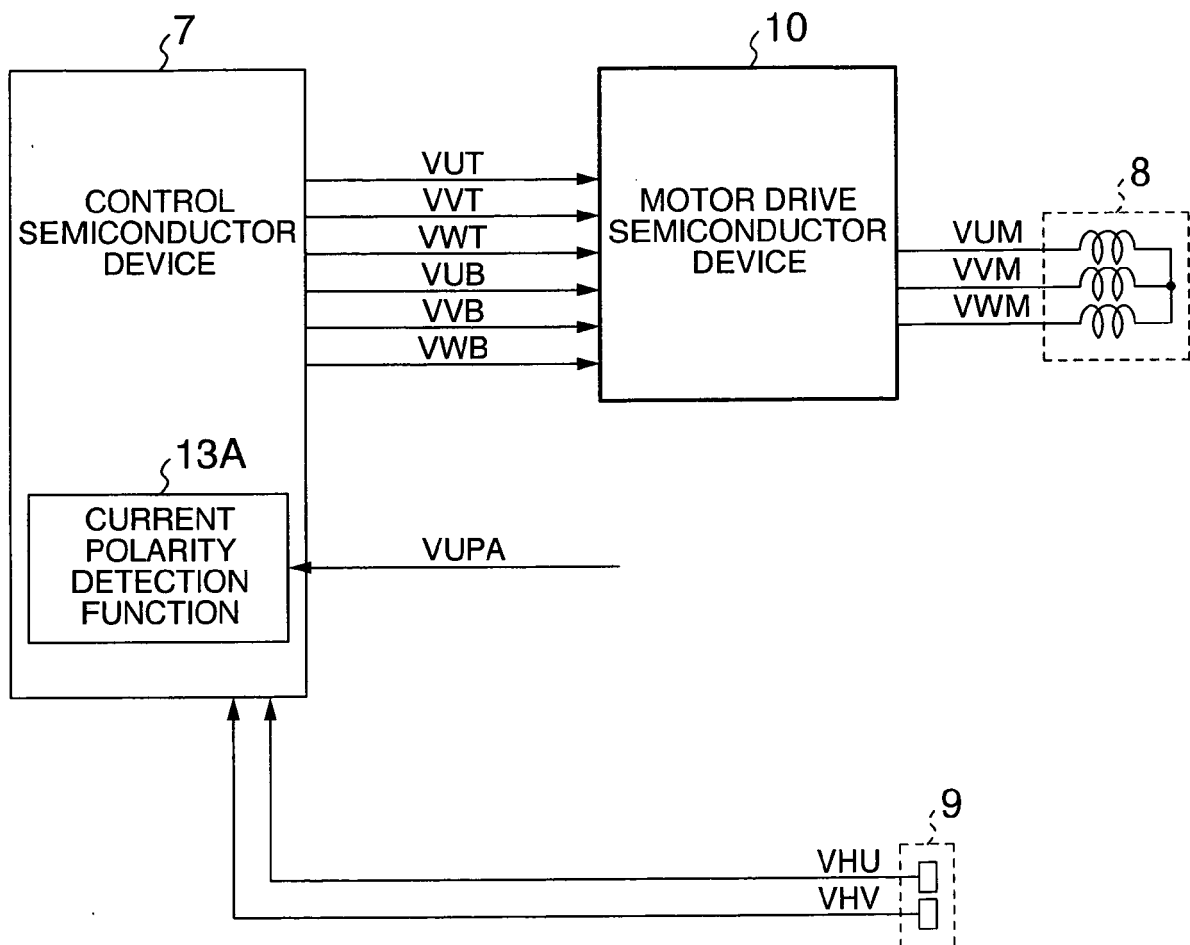 7
10
CONTROL
SEMICONDUCTOR
DEVICE
VUT
VVT
VWT
VUB
VVB
VWB
MOTOR DRIVE
SEMICONDUCTOR
DEVICE
8
VUM
VVM
VWM
13A
CURRENT
POLARITY
DETECTION
FUNCTION
VUPA
9
VHU
VHV